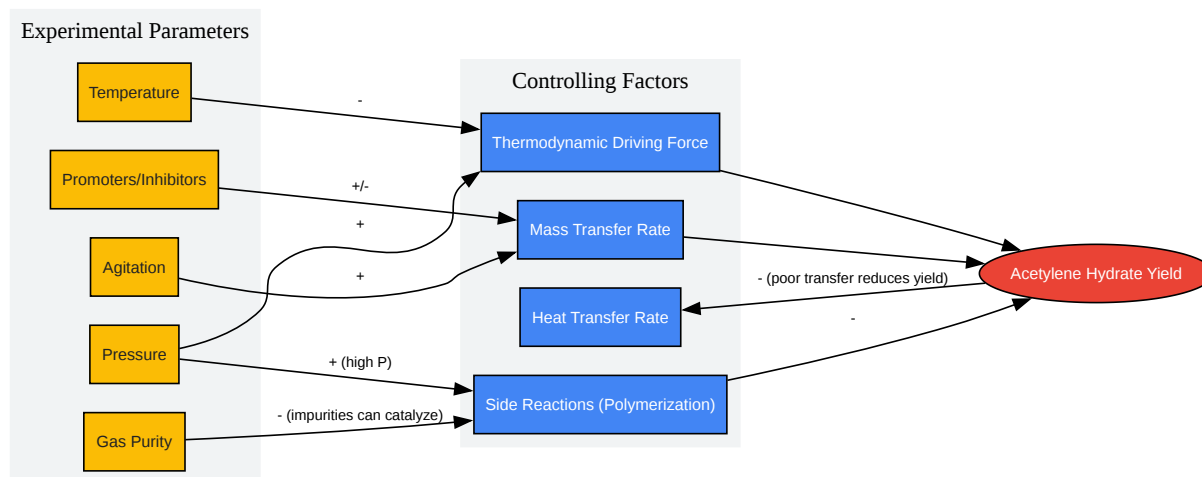 Experimental Parameters
Temperature
Promoters/Inhibitors
Agitation
Pressure
Gas Purity
-
+/-
+
+
+ (high P)
- (impurities can catalyze)
Controlling Factors
Thermodynamic Driving Force
Mass Transfer Rate
Heat Transfer Rate
Side Reactions (Polymerization)
- (poor transfer reduces yield)
-
Acetylene Hydrate Yield